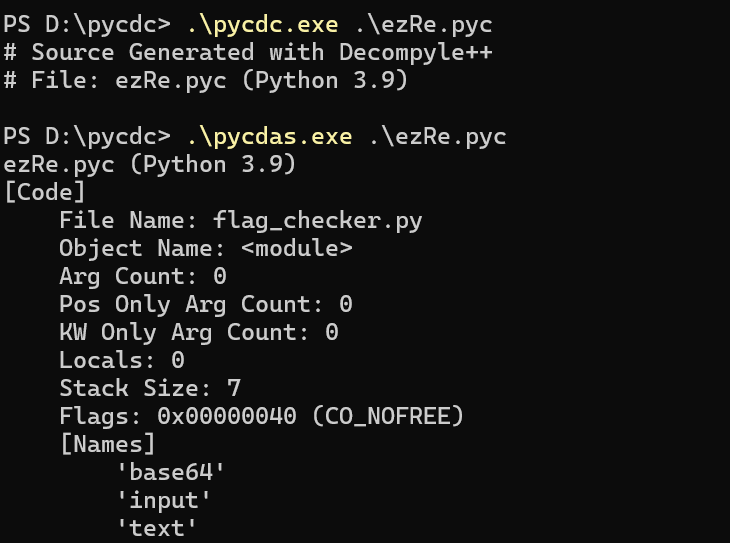 PS D:\pycdc> .\pycdc.exe .\ezRe.pyc
# Source Generated with Decompyle++
# File: ezRe.pyc (Python 3.9)
PS D:\pycdc> .\pycdas.exe .\ezRe.pyc
ezRe.pyc (Python 3.9)
[Code]
    File Name: flag_checker.py
    Object Name: <module>
    Arg Count: 0
    Pos Only Arg Count: 0
    KW Only Arg Count: 0
    Locals: 0
    Stack Size: 7
    Flags: 0x00000040 (CO_NOFREE)
    [Names]
        'base64'
        'input'
        'text'